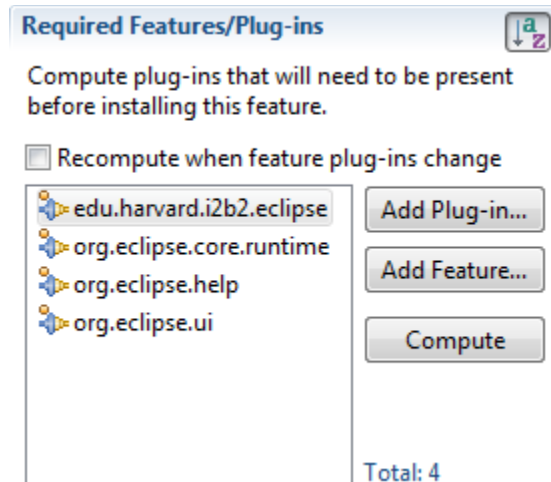 Required Features/Plug-ins
a
z
Compute plug-ins that will need to be present
before installing this feature.
Recompute when feature plug-ins change
edu.harvard.i2b2.eclipse
org.eclipse.core.runtime
org.eclipse.help
org.eclipse.ui
Add Plug-in...
Add Feature...
Compute
Total: 4